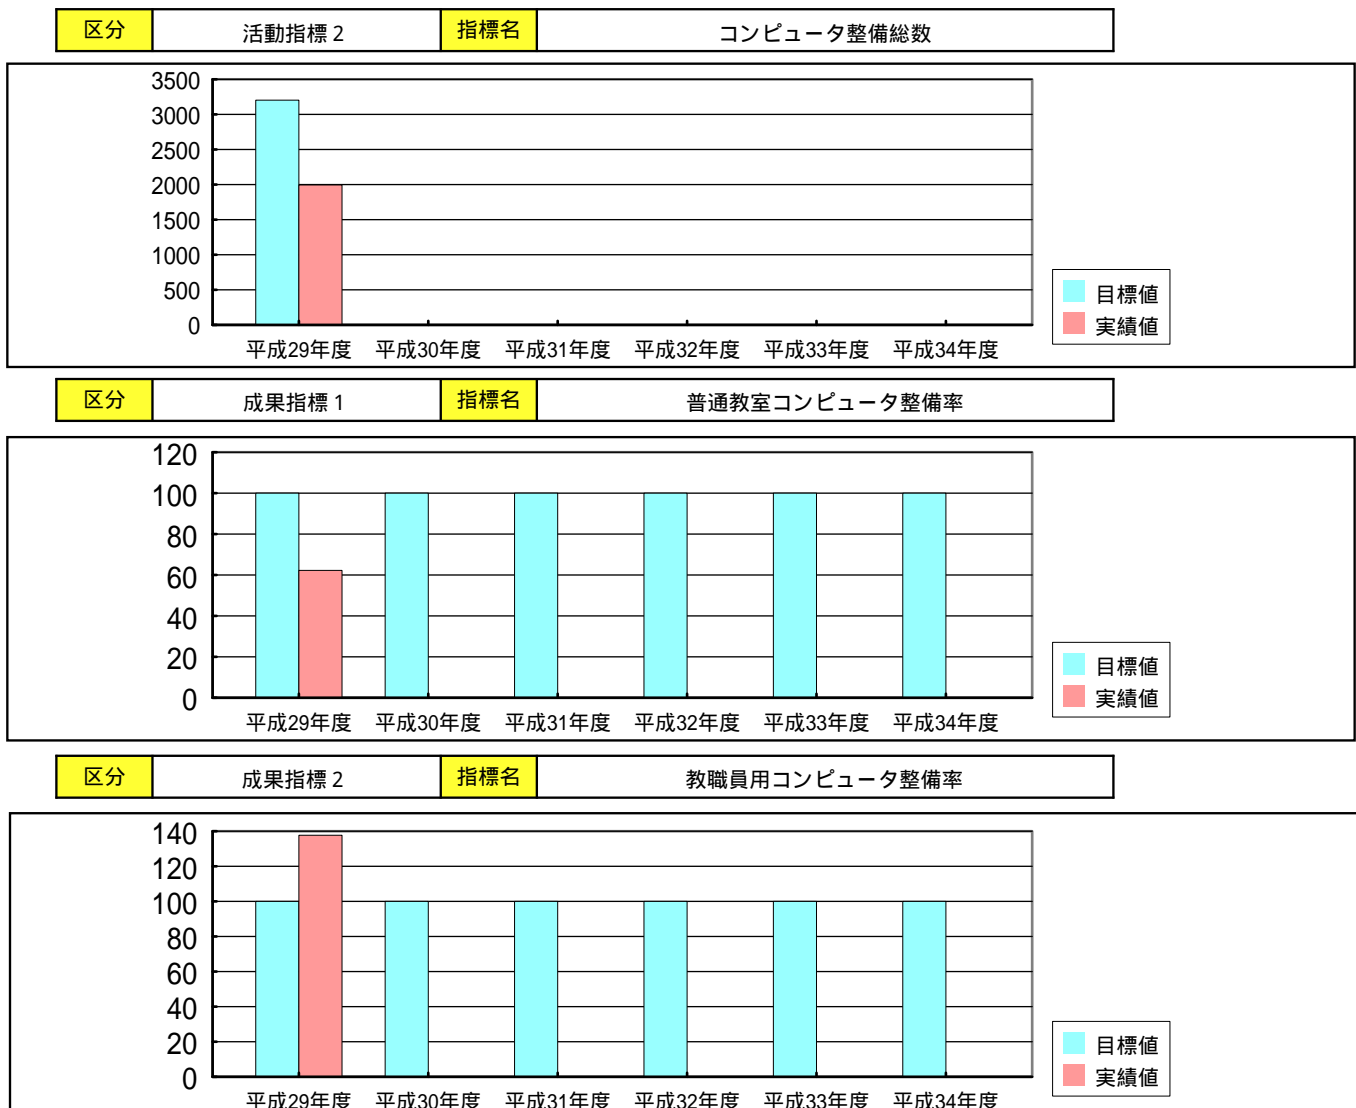 区分 活動指標２ 指標名 コンピュータ整備総数
3500
3000
2500
2000
1500
1000
500
0
平成29年度 平成30年度 平成31年度 平成32年度 平成33年度 平成34年度
目標値
実績値
区分 成果指標１ 指標名 普通教室コンピュータ整備率
120
100
80
60
40
20
0
平成29年度 平成30年度 平成31年度 平成32年度 平成33年度 平成34年度
目標値
実績値
区分 成果指標２ 指標名 教職員用コンピュータ整備率
140
120
100
80
60
40
20
0
平成29年度 平成30年度 平成31年度 平成32年度 平成33年度 平成34年度
目標値
実績値